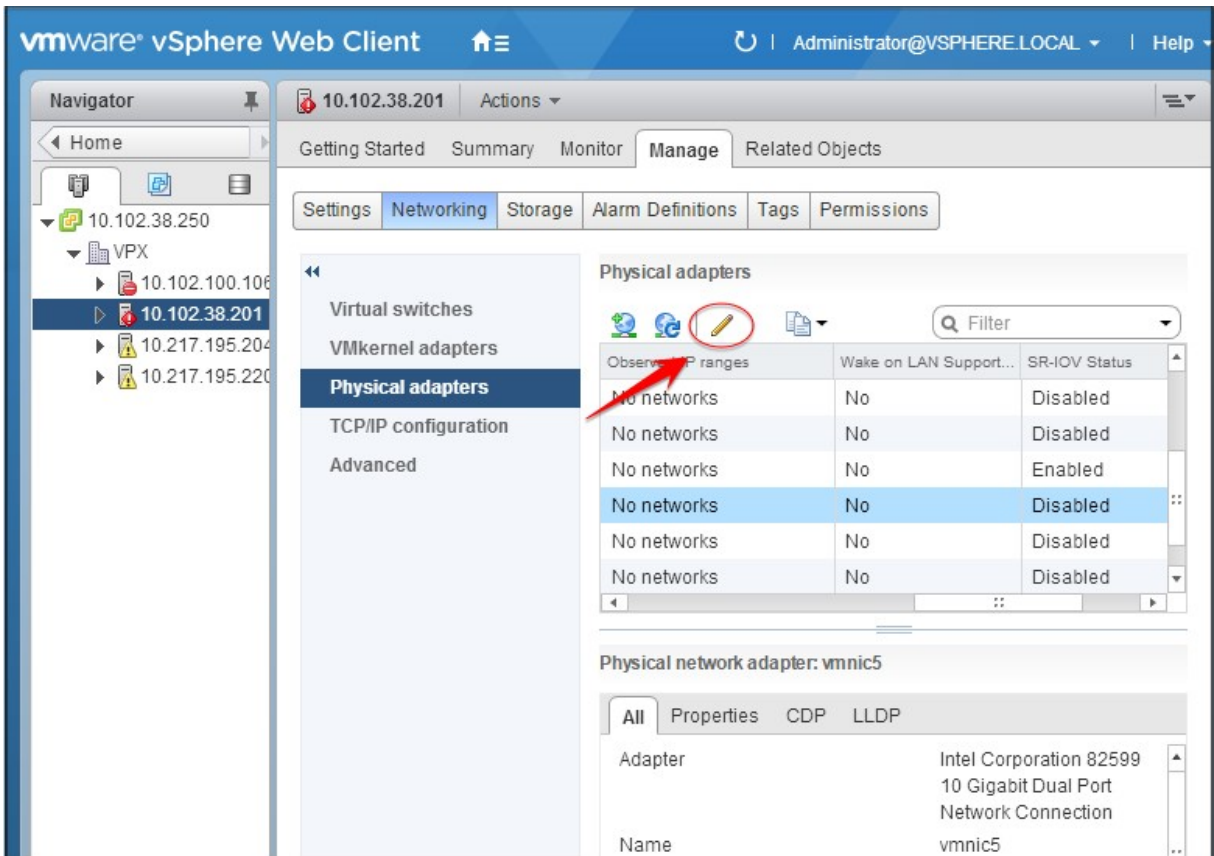 vmware® vSphere Web Client
Administrator@VSPHERE.LOCAL
Help
Navigator
Home
10.102.38.250
VPX
10.102.100.106
10.102.38.201
10.217.195.204
10.217.195.220
10.102.38.201
Actions
Getting Started
Summary
Monitor
Manage
Related Objects
Settings
Networking
Storage
Alarm Definitions
Tags
Permissions
Virtual switches
VMkernel adapters
Physical adapters
TCP/IP configuration
Advanced
Physical adapters
Filter
Observed IP ranges
Wake on LAN Support...
SR-IOV Status
No networks No Disabled
No networks No Disabled
No networks No Enabled
No networks No Disabled
No networks No Disabled
No networks No Disabled
Physical network adapter: vmnic5
All
Properties
CDP
LLDP
Adapter
Intel Corporation 82599
10 Gigabit Dual Port
Network Connection
Name
vmnic5